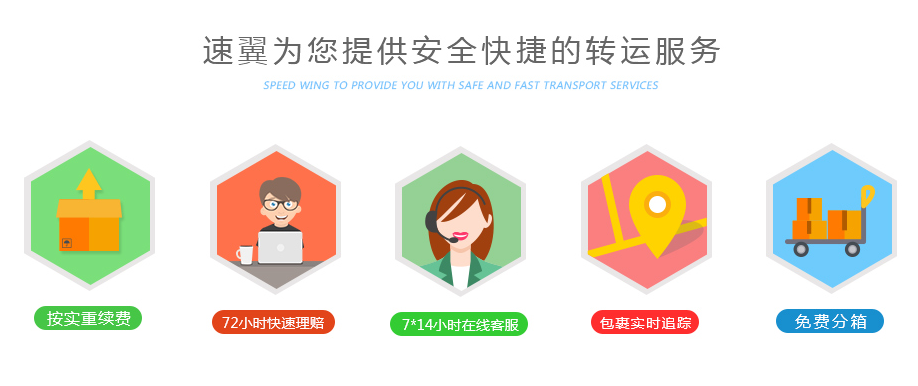 速翼为您提供安全快捷的转运服务
SPEED WING TO PROVIDE YOU WITH SAFE AND FAST TRANSPORT SERVICES
按实重续费
72小时快速理赔
7*14小时在线客服
包裹实时追踪
免费分箱